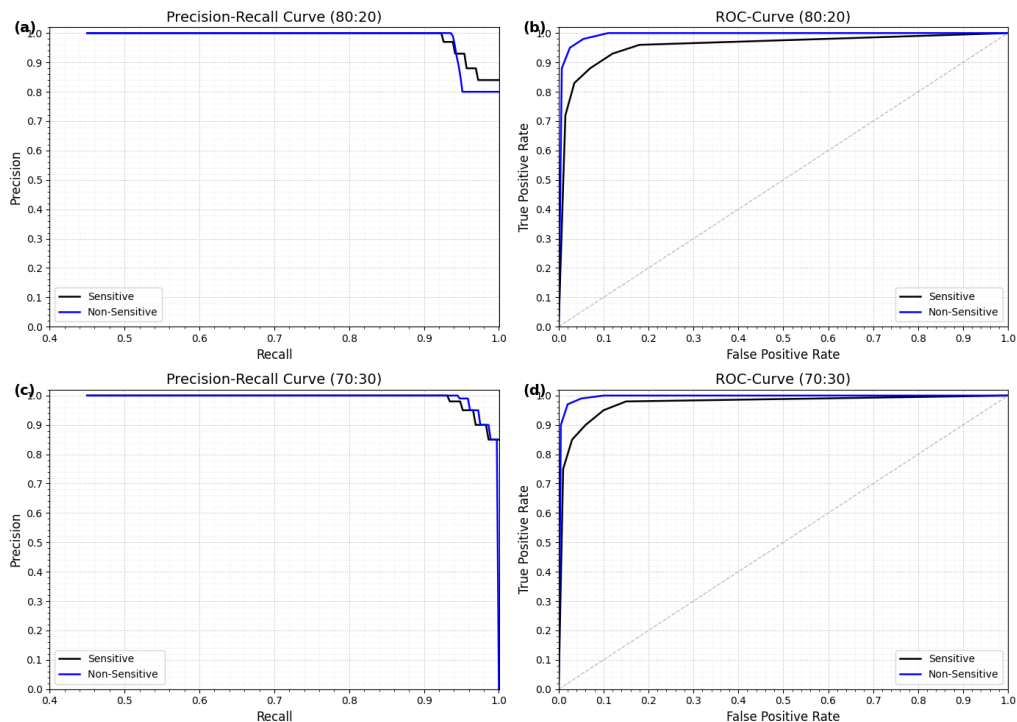 (a)
Precision-Recall Curve (80:20)
1.0
0.9
0.8
0.7
0.6
0.5
0.4
0.3
0.2
0.1
0.0
Precision
Sensitive
Non-Sensitive
0.4 0.5 0.6 0.7 0.8 0.9 1.0
Recall
(b)
ROC-Curve (80:20)
1.0
0.9
0.8
0.7
0.6
0.5
0.4
0.3
0.2
0.1
0.0
True Positive Rate
Sensitive
Non-Sensitive
0.0 0.1 0.2 0.3 0.4 0.5 0.6 0.7 0.8 0.9 1.0
False Positive Rate
(c)
Precision-Recall Curve (70:30)
1.0
0.9
0.8
0.7
0.6
0.5
0.4
0.3
0.2
0.1
0.0
Precision
Sensitive
Non-Sensitive
0.4 0.5 0.6 0.7 0.8 0.9 1.0
Recall
(d)
ROC-Curve (70:30)
1.0
0.9
0.8
0.7
0.6
0.5
0.4
0.3
0.2
0.1
0.0
True Positive Rate
Sensitive
Non-Sensitive
0.0 0.1 0.2 0.3 0.4 0.5 0.6 0.7 0.8 0.9 1.0
False Positive Rate